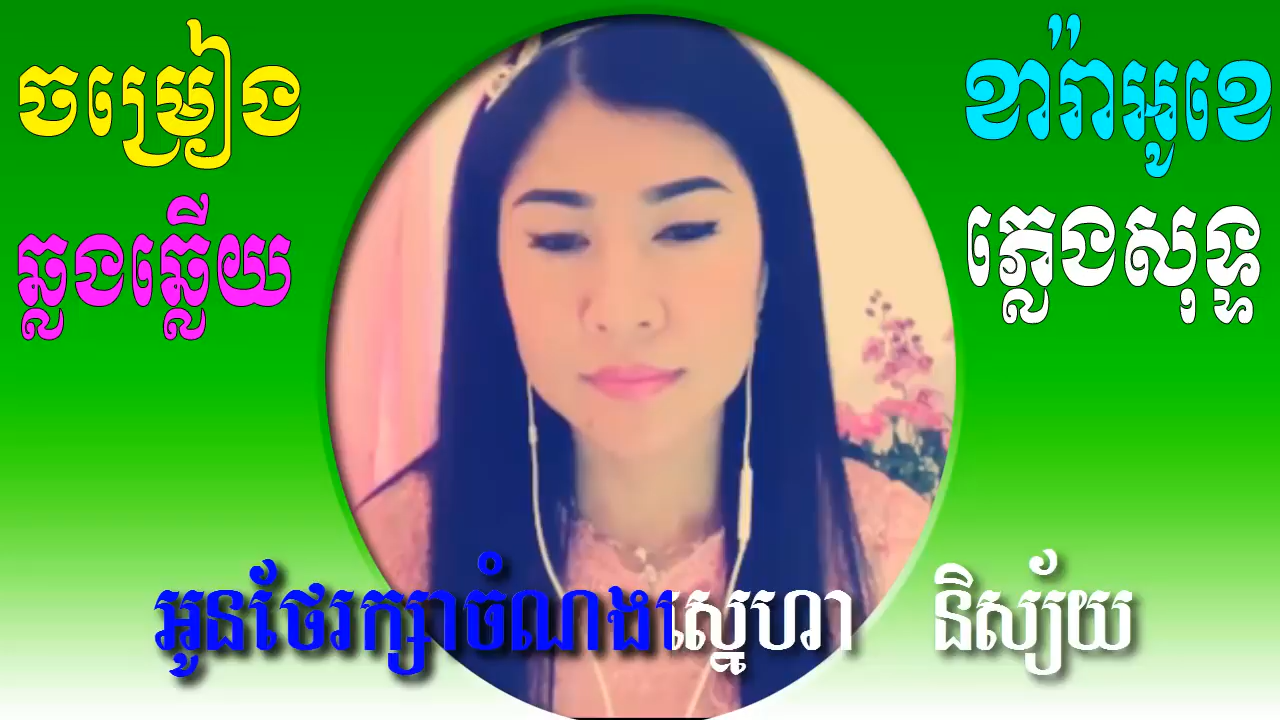 ចម្រៀង
ឆ្លងឆ្លើយ
ខារ៉ាអូខេ
ភ្លេងសុទ្ធ
អូនថែរក្សាចំណងស្នេហា និស្ស័យ